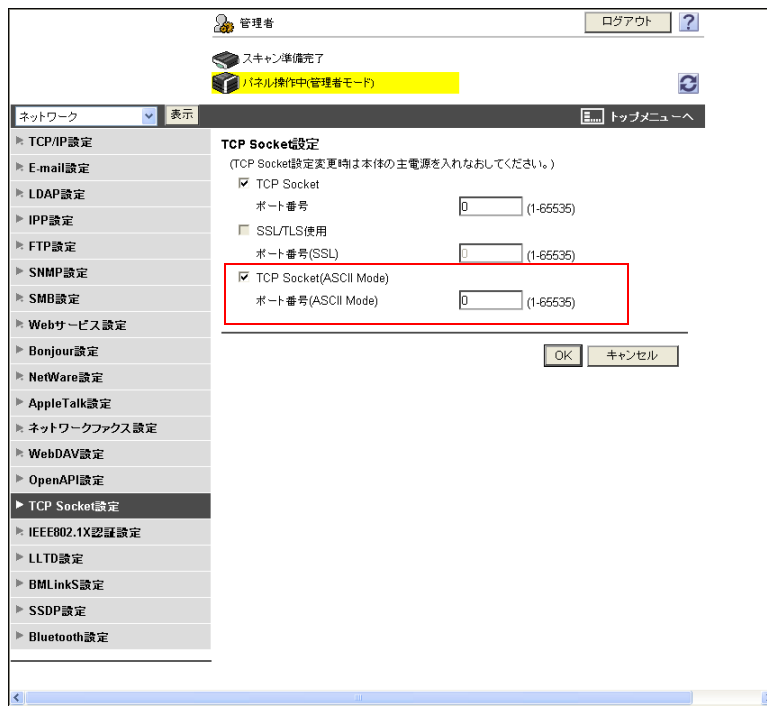 管理者
ログアウト
?
スキャン準備完了
パネル操作中(管理者モード)
ネットワーク
表示
トップメニューへ
TCP/IP設定
E-mail設定
LDAP設定
IPP設定
FTP設定
SNMP設定
SMB設定
Webサービス設定
Bonjour設定
NetWare設定
AppleTalk設定
ネットワークファクス設定
WebDAV設定
OpenAPI設定
TCP Socket設定
IEEE802.1X認証設定
LLTD設定
BMLinkS設定
SSDP設定
Bluetooth設定
TCP Socket設定
(TCP Socket設定変更時は本体の主電源を入れなおしてください。)
TCP Socket
ポート番号 0 (1-65535)
SSL/TLS使用
ポート番号(SSL) 0 (1-65535)
TCP Socket(ASCII Mode)
ポート番号(ASCII Mode) 0 (1-65535)
OK キャンセル